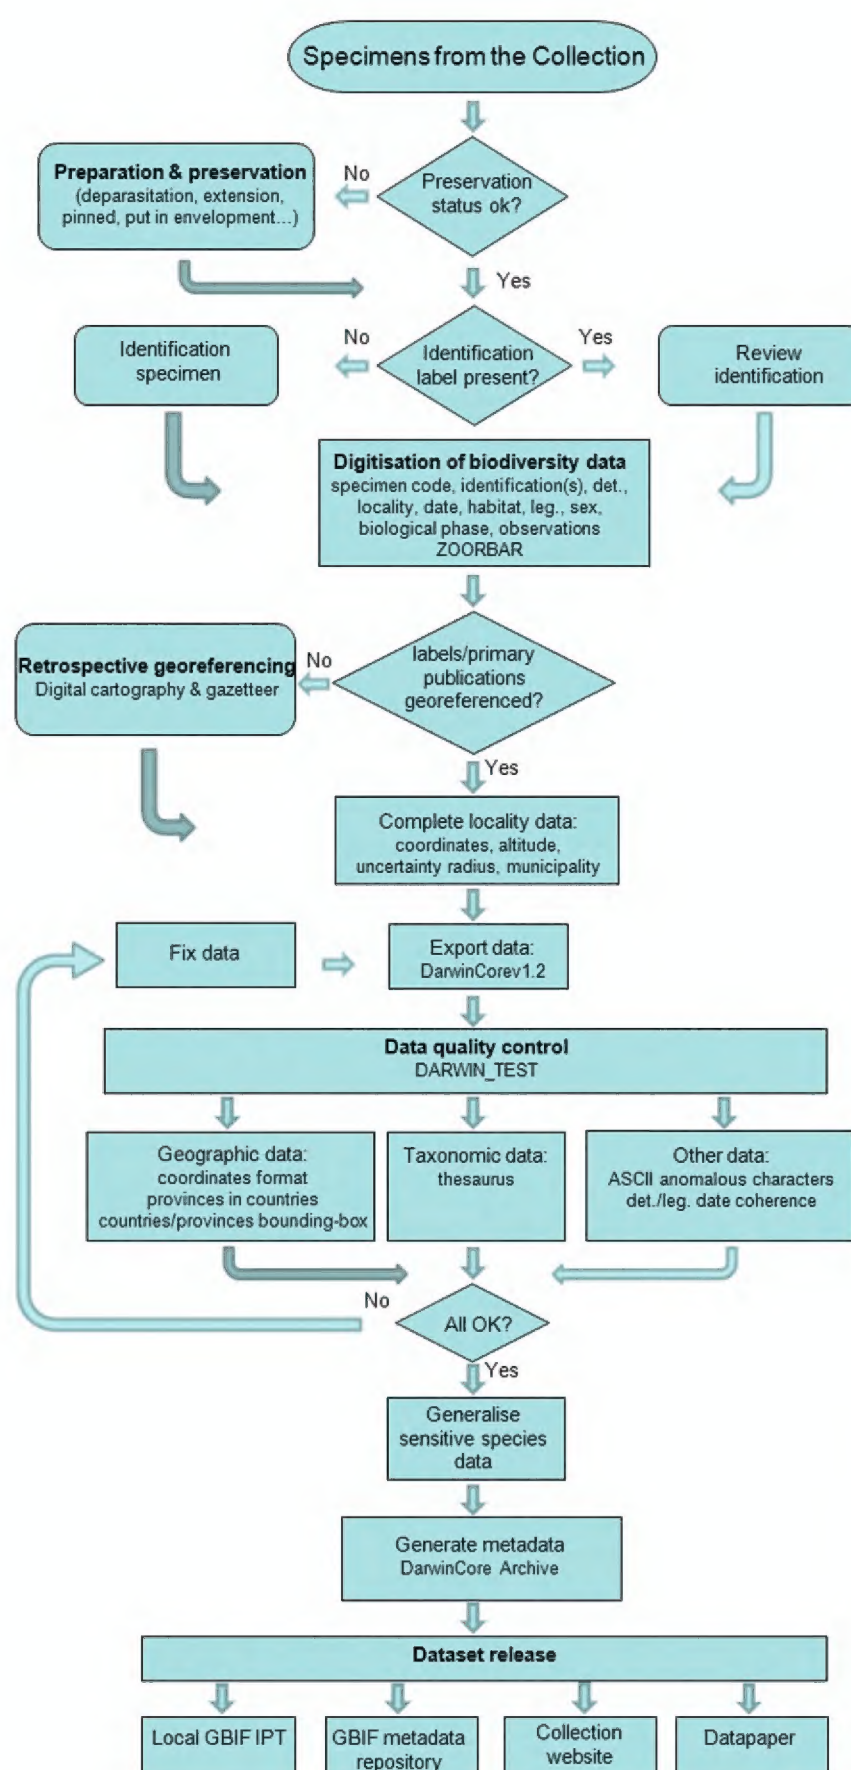 Specimens from the Collection
Preservation
status ok?
No
Preparation & preservation
(deparasitation, extension,
pinned, put in envelopment...)
Yes
Identification
label present?
No
Identification
specimen
Yes
Review
identification
Digitisation of biodiversity data
specimen code, identification(s), det.,
locality, date, habitat, leg., sex,
biological phase, observations
ZOORBAR
labels/primary
publications
georeferenced?
No
Retrospective georeferencing
Digital cartography & gazetteer
Yes
Complete locality data:
coordinates, altitude,
uncertainty radius, municipality
Fix data
Export data:
DarwinCorev1.2
Data quality control
DARWIN_TEST
Geographic data:
coordinates format
provinces in countries
countries/provinces bounding-box
Taxonomic data:
thesaurus
Other data:
ASCII anomalous characters
det./leg. date coherence
No
All OK?
Yes
Generalise
sensitive species
data
Generate metadata
DarwinCore Archive
Dataset release
Local GBIF IPT
GBIF metadata
repository
Collection
website
Datapaper